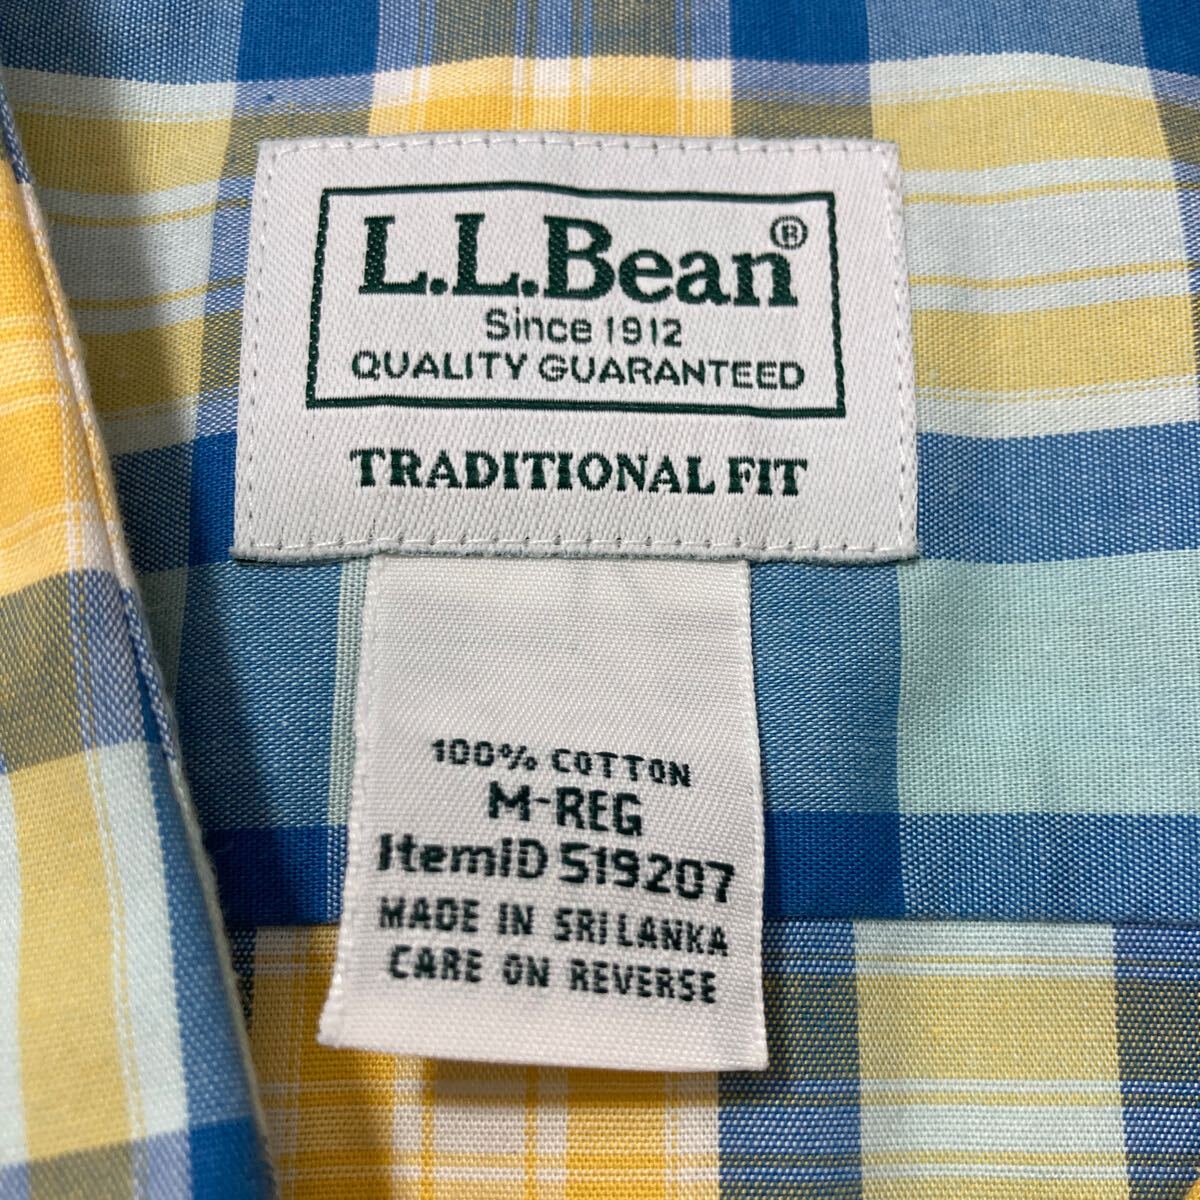 L.L.Bean®
Since 1912
QUALITY GUARANTEED
TRADITIONAL FIT
100% COTTON
M-REG
ItemID 519207
MADE IN SRI LANKA
CARE ON REVERSE